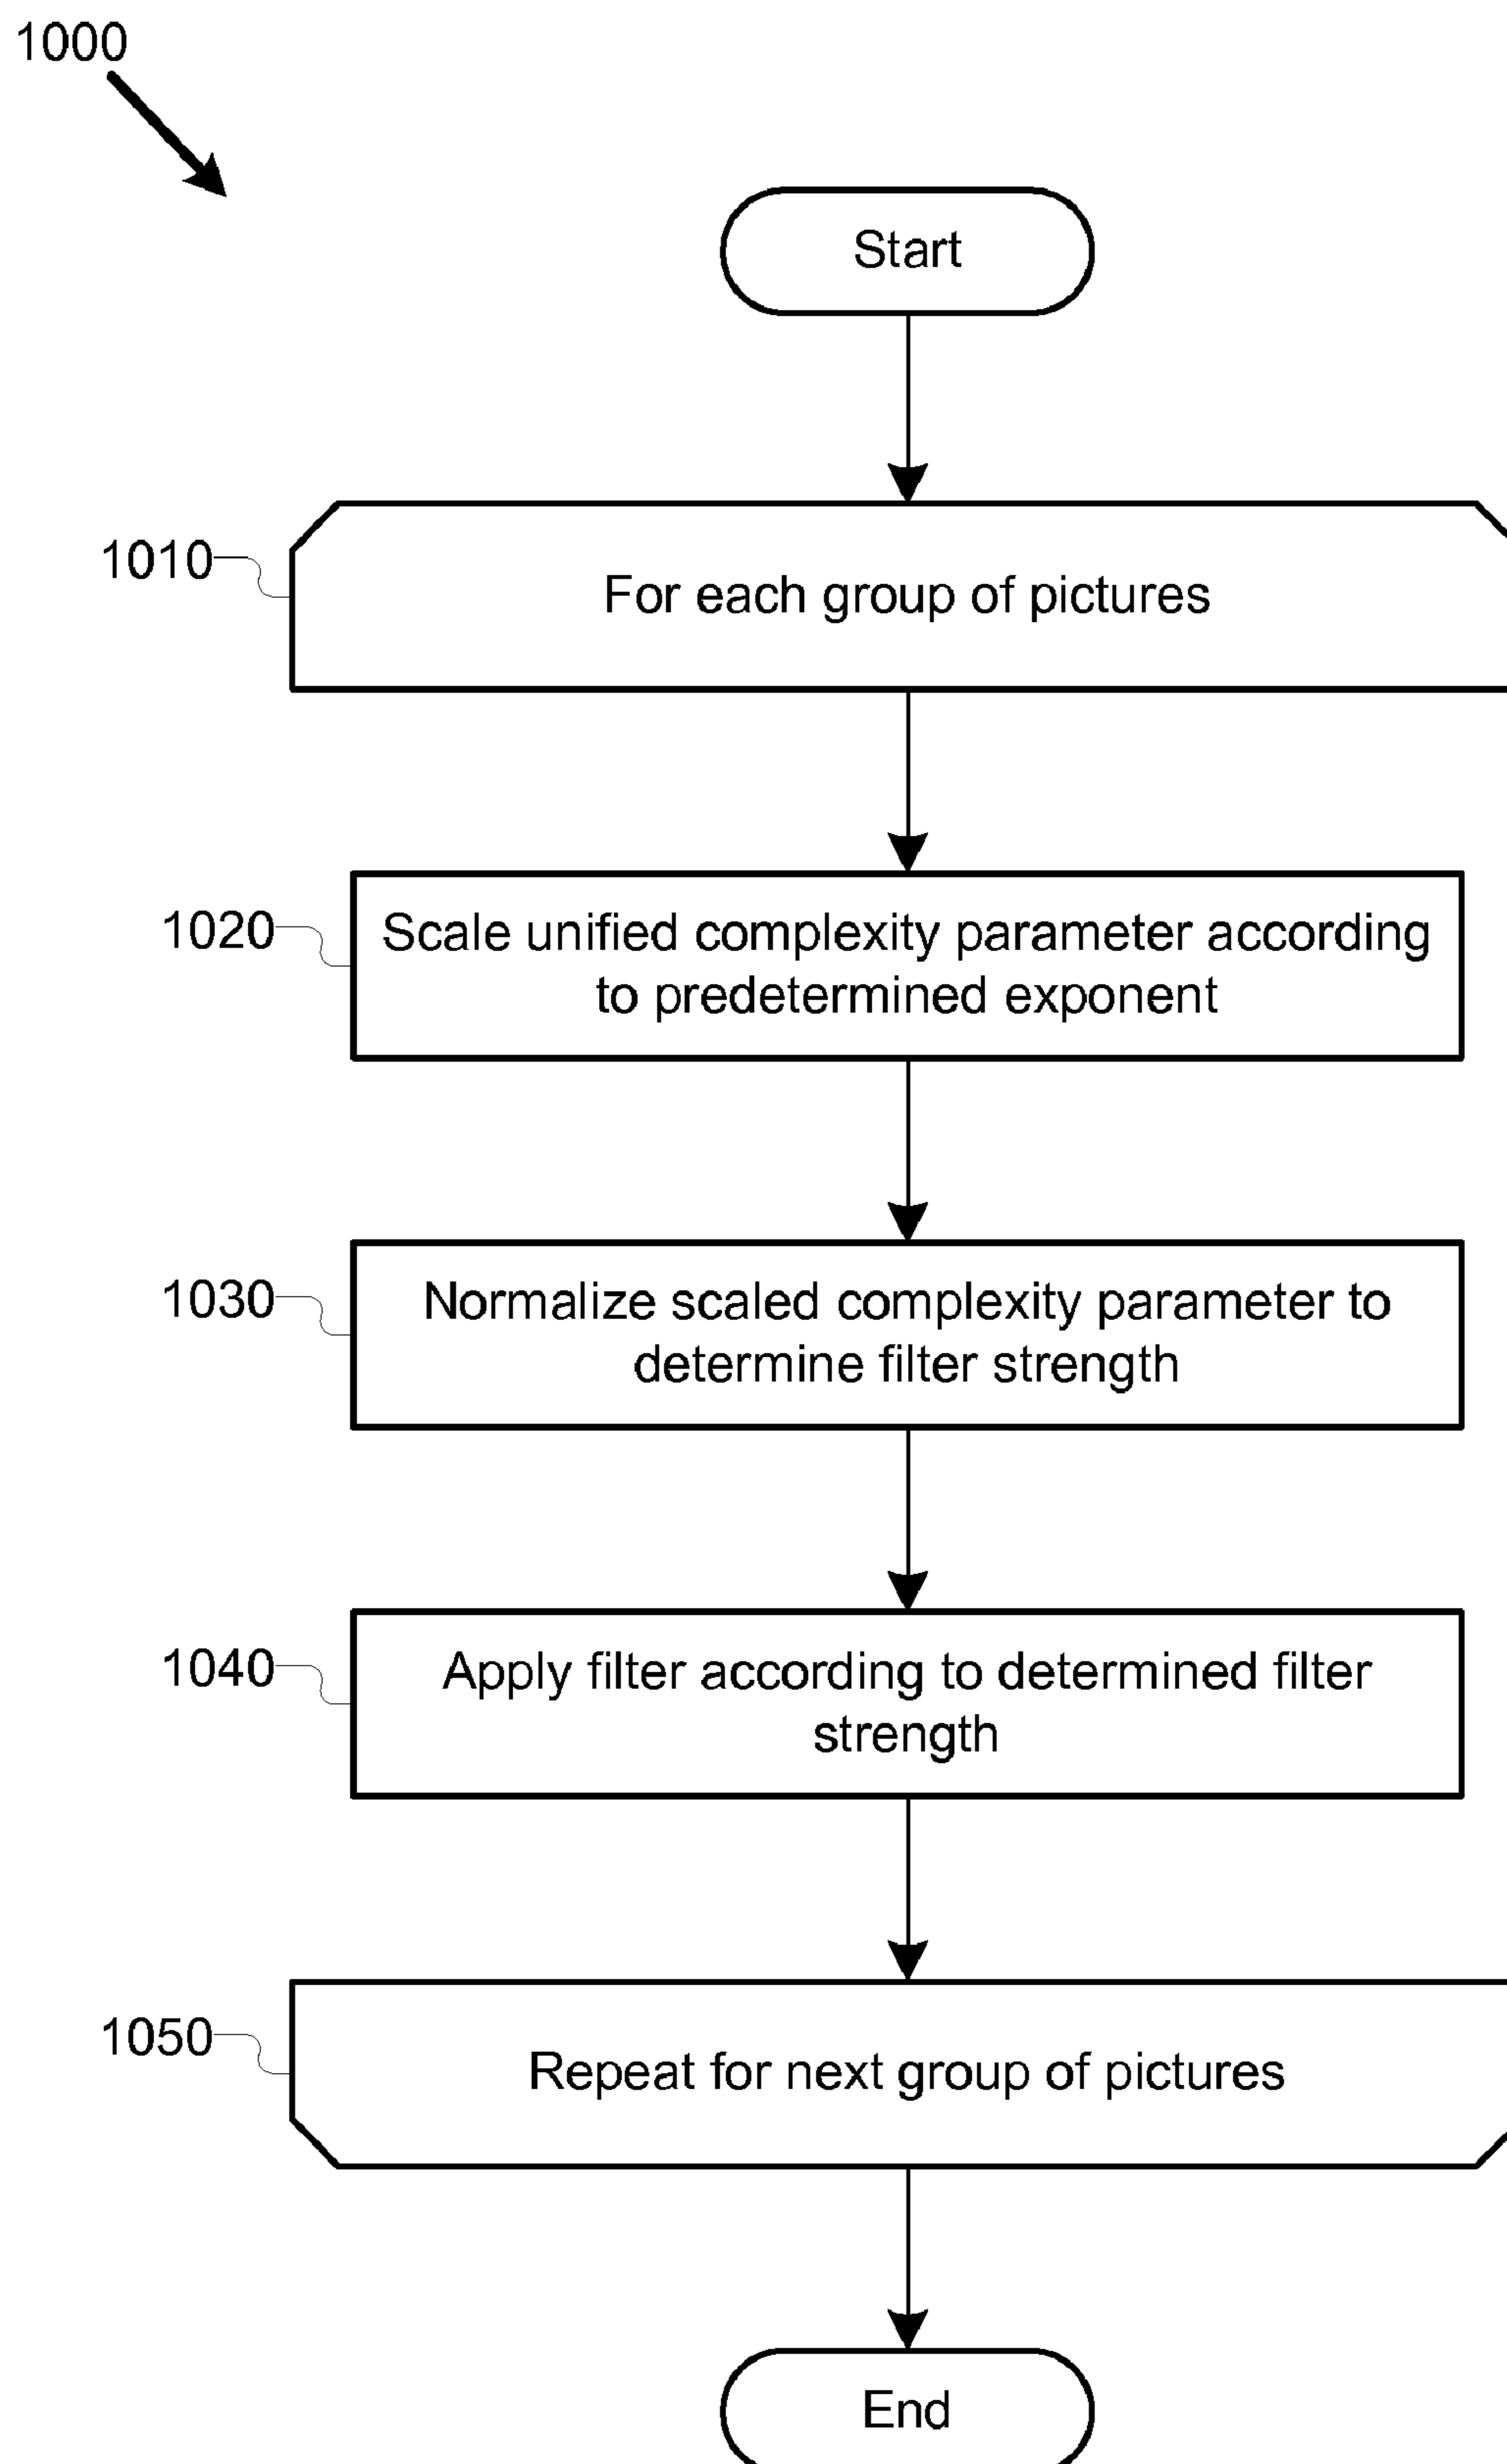 1000
Start
1010
For each group of pictures
1020
Scale unified complexity parameter according
to predetermined exponent
1030
Normalize scaled complexity parameter to
determine filter strength
1040
Apply filter according to determined filter
strength
1050
Repeat for next group of pictures
End